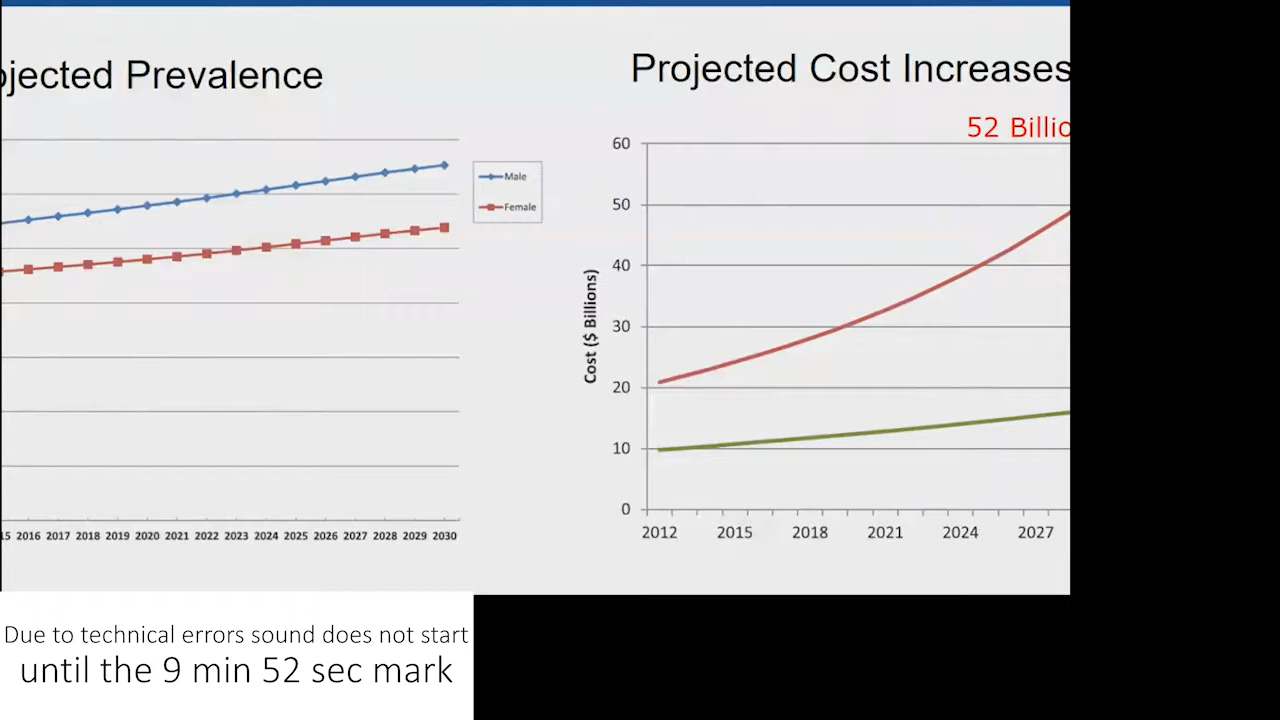 ojected Prevalence
Male
Female
15 2016 2017 2018 2019 2020 2021 2022 2023 2024 2025 2026 2027 2028 2029 2030
Projected Cost Increases
52 Billio
60
50
40
30
20
10
0
Cost ($ Billions)
2012 2015 2018 2021 2024 2027
Due to technical errors sound does not start
until the 9 min 52 sec mark